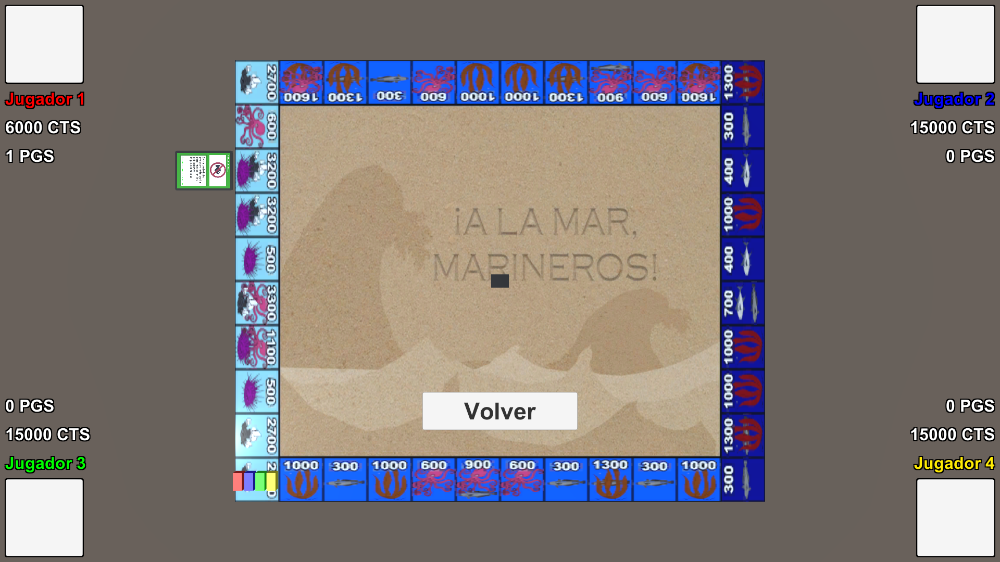 Jugador 1
6000 CTS
1 PGS
Jugador 2
15000 CTS
0 PGS
2700
1600
1300
300
600
1000
1000
1300
900
600
1600
1300
600
3200
3200
500
3300
1100
500
2700
300
400
1000
400
700
1000
1000
1300
300
¡A LA MAR,
MARINEROS!
Volver
1000
300
1000
600
900
600
300
1300
300
1000
0 PGS
15000 CTS
Jugador 3
0 PGS
15000 CTS
Jugador 4